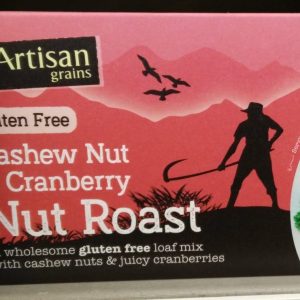 Artisan
grains
ten Free
ashew Nut
Cranberry
Nut Roast
wholesome gluten free loaf mix
with cashew nuts & juicy cranberries